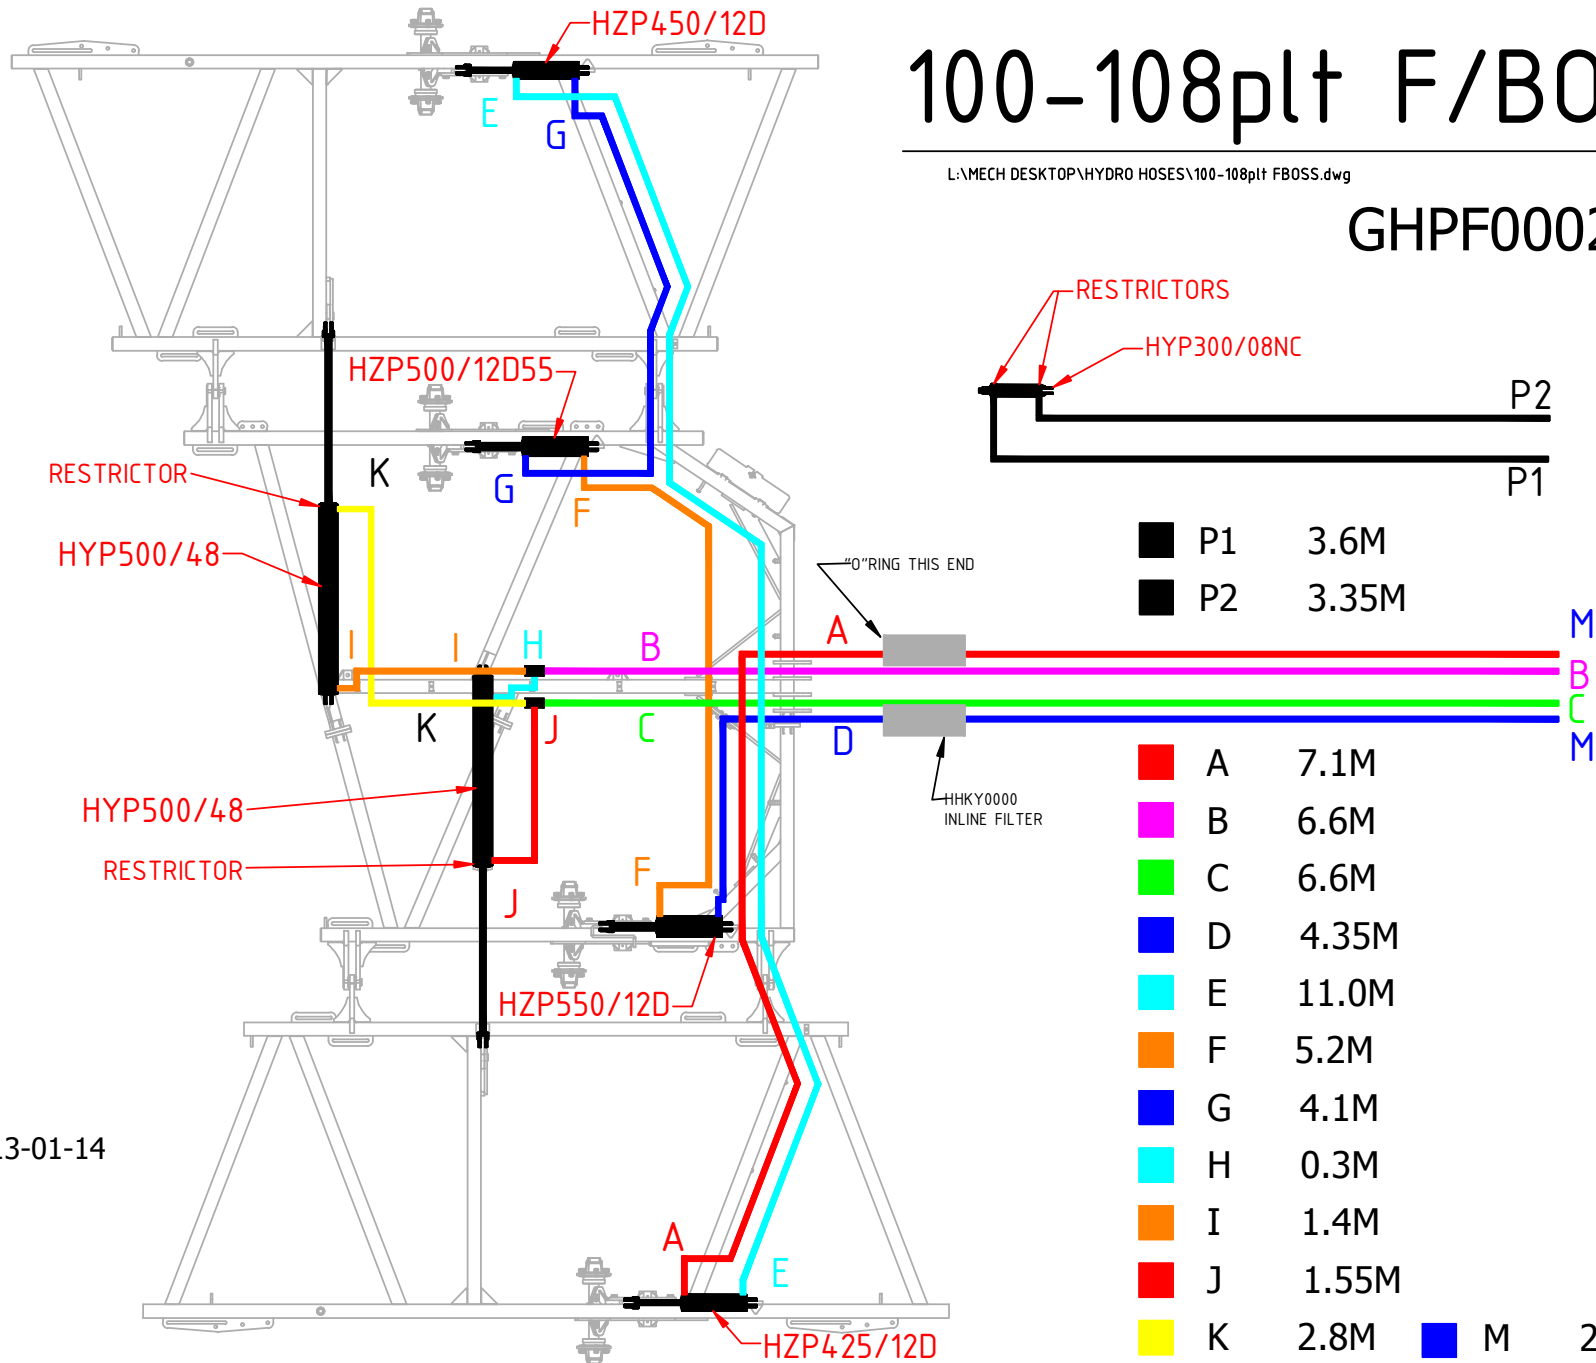 HZP450/12D
100-108plt F/BO
L:\MECH DESKTOP\HYDRO HOSES\100-108plt FBOSS.dwg
GHPF0002
E
G
RESTRICTORS
HYP300/08NC
HZP500/12D55
P2
P1
RESTRICTOR
K
G
F
HYP500/48
P1 3.6M
P2 3.35M
"O"RING THIS END
I
I
H
B
A
M
B
K
J
C
D
C
M
HYP500/48
HHKY0000
INLINE FILTER
RESTRICTOR
J
F
HZP550/12D
A 7.1M
B 6.6M
C 6.6M
D 4.35M
E 11.0M
F 5.2M
G 4.1M
H 0.3M
I 1.4M
J 1.55M
K 2.8M
M 2
13-01-14
A
E
HZP425/12D